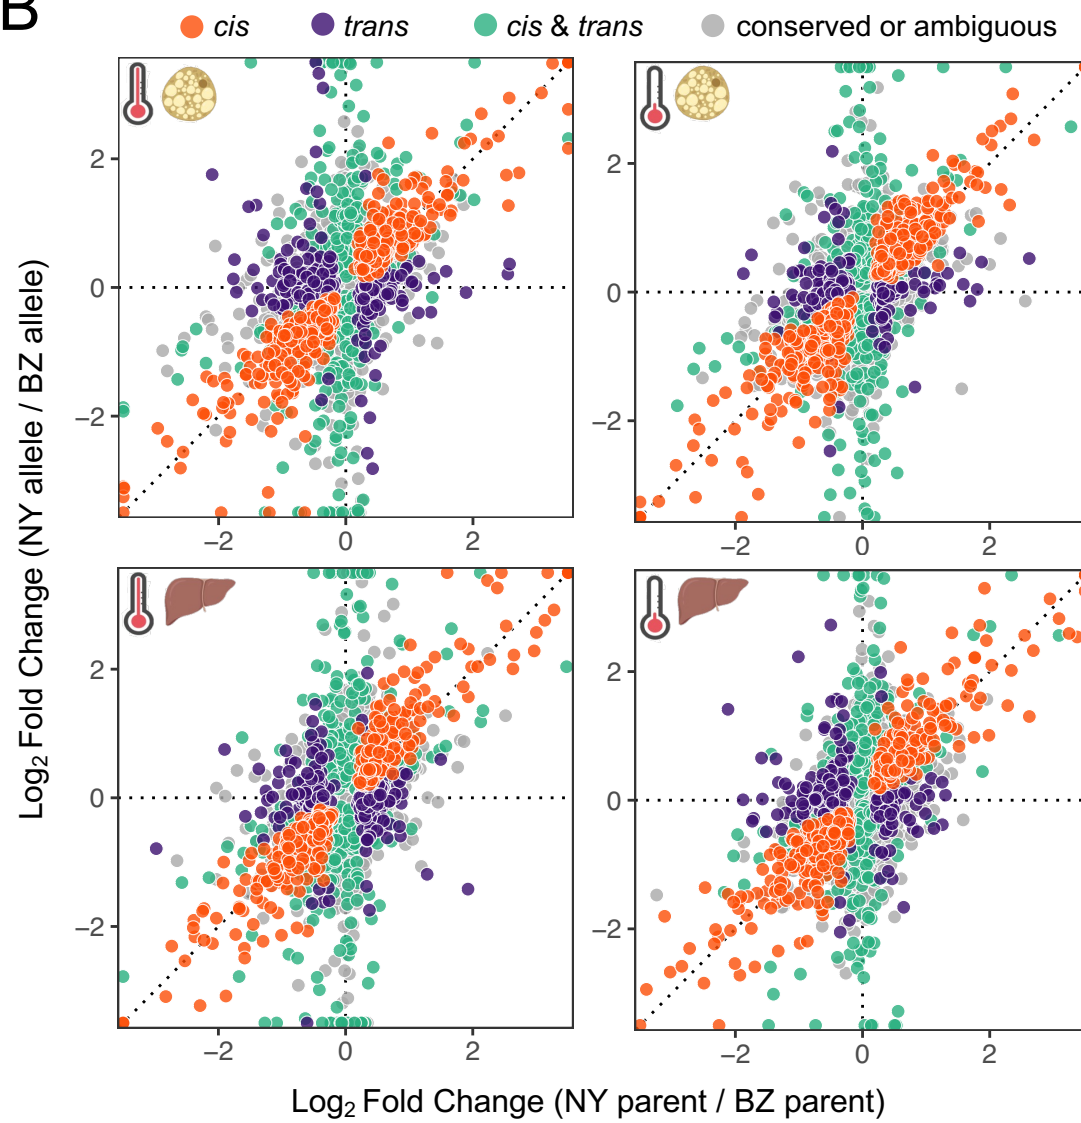 B
cis trans cis & trans conserved or ambiguous
Log2 Fold Change (NY allele / BZ allele)
2
0
−2
−2 0 2
2
0
−2
−2 0 2
2
0
−2
−2 0 2
2
0
−2
−2 0 2
Log2 Fold Change (NY parent / BZ parent)